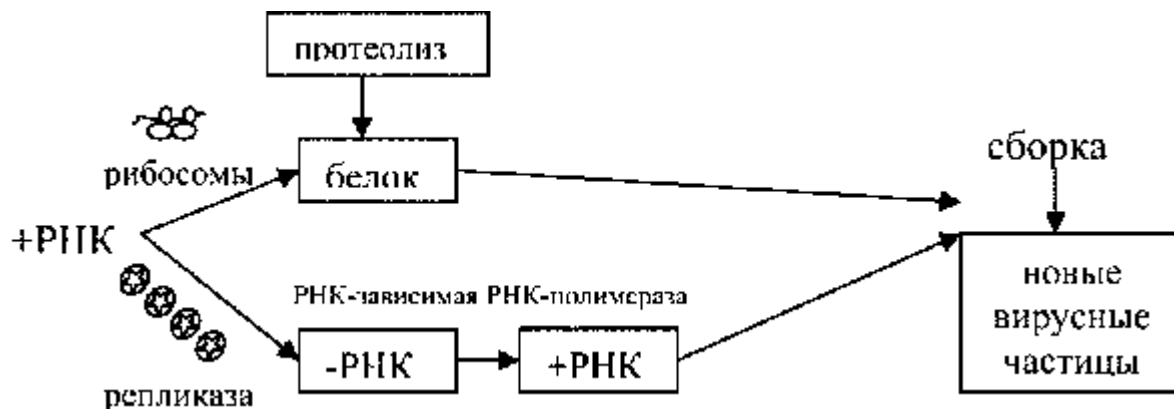 протеолиз
рибосомы
белок
сборка
+РНК
РНК-зависимая РНК-полимераза
новые
вирусные
частицы
-РНК
+РНК
репликаза